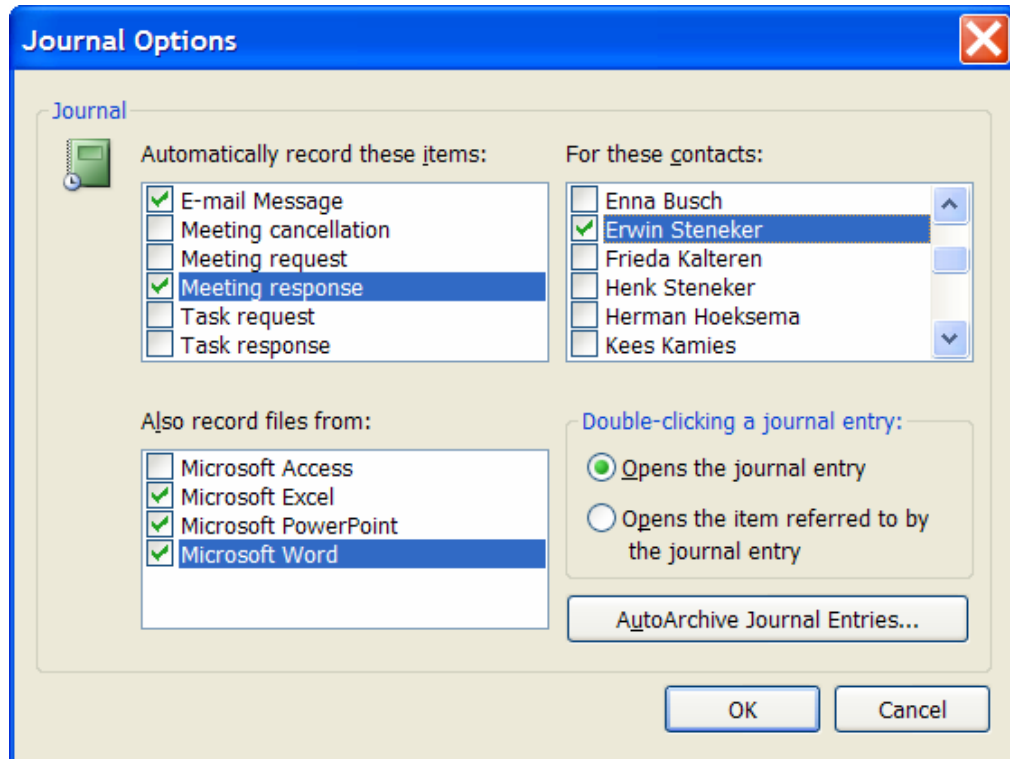 Journal Options
Journal
Automatically record these items:
E-mail Message
Meeting cancellation
Meeting request
Meeting response
Task request
Task response
For these contacts:
Enna Busch
Erwin Steneker
Frieda Kalteren
Henk Steneker
Herman Hoeksema
Kees Kamies
Also record files from:
Microsoft Access
Microsoft Excel
Microsoft PowerPoint
Microsoft Word
Double-clicking a journal entry:
Opens the journal entry
Opens the item referred to by
the journal entry
AutoArchive Journal Entries...
OK
Cancel